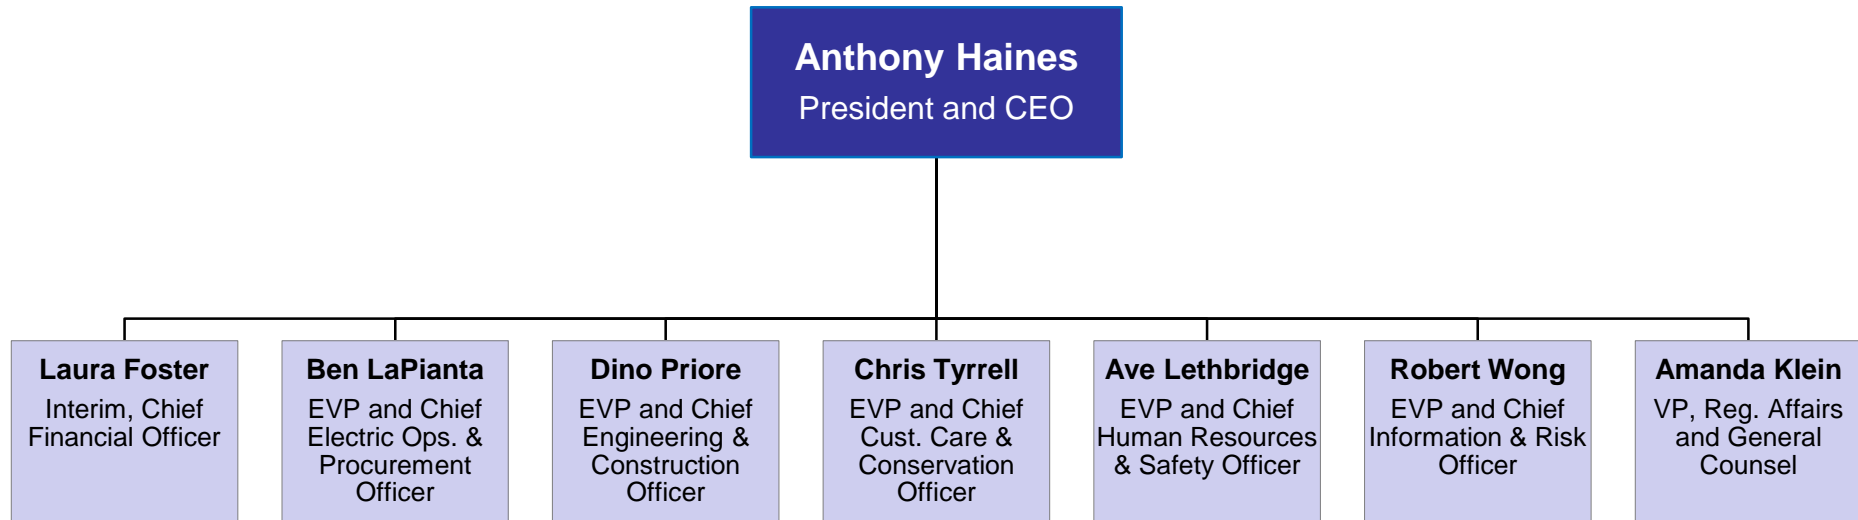 Anthony Haines
President and CEO
Laura Foster
Interim, Chief
Financial Officer
Ben LaPianta
EVP and Chief
Electric Ops. &
Procurement
Officer
Dino Priore
EVP and Chief
Engineering &
Construction
Officer
Chris Tyrrell
EVP and Chief
Cust. Care &
Conservation
Officer
Ave Lethbridge
EVP and Chief
Human Resources
& Safety Officer
Robert Wong
EVP and Chief
Information & Risk
Officer
Amanda Klein
VP, Reg. Affairs
and General
Counsel